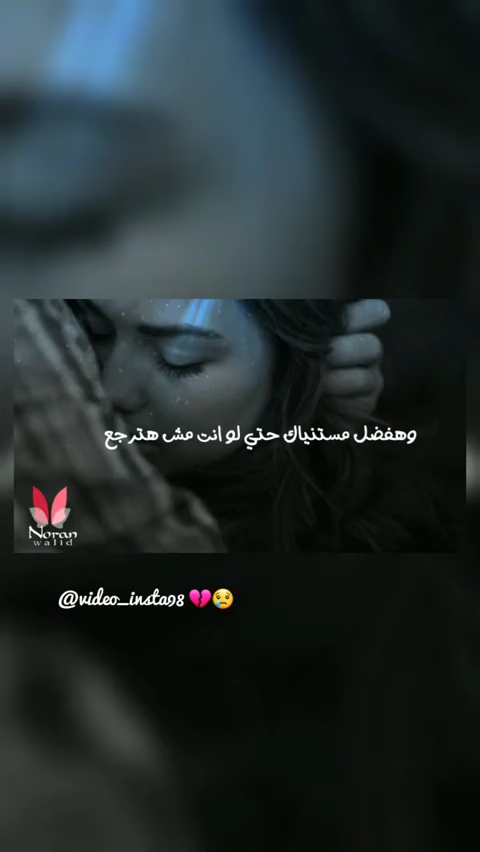 وهفضل مستنياك حتي لو انت مش هترجع
Noran
walid
@video_insta98 💔😢